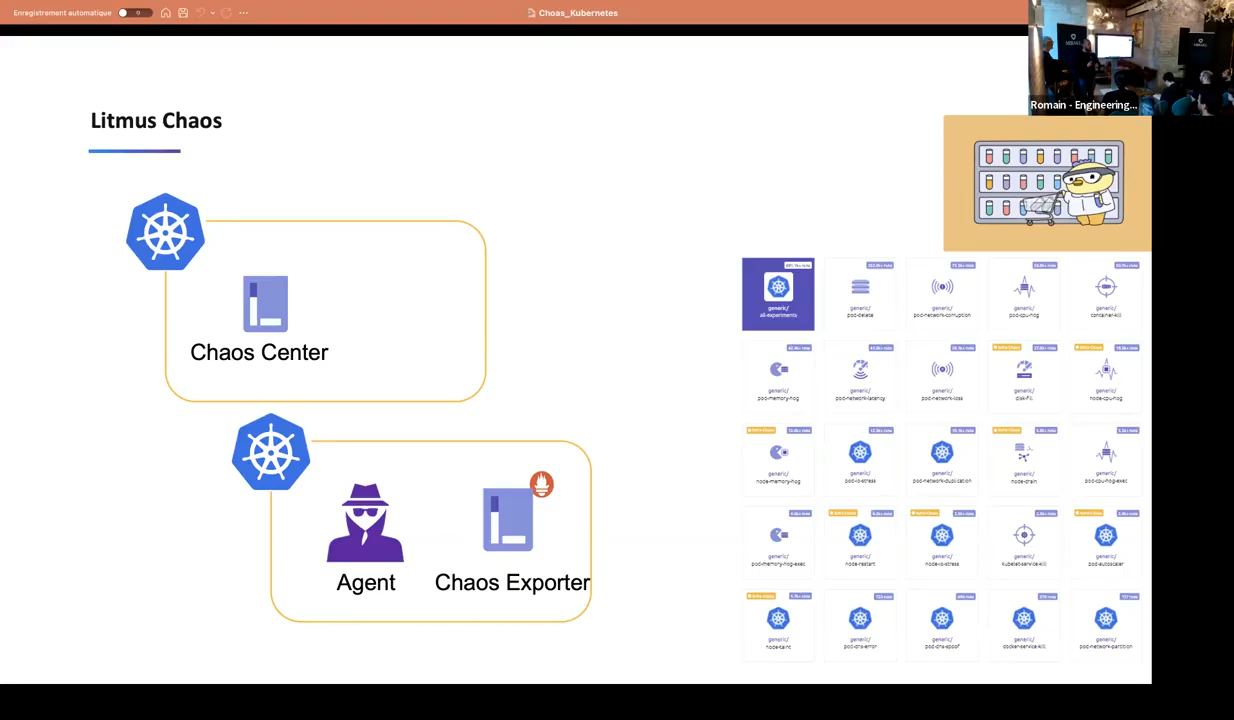 Enregistrement automatique
Choas_Kubernetes
Romain - Engineering...
Litmus Chaos
Chaos Center
Agent
Chaos Exporter
generic/
all-experiments
generic/
pod-delete
generic/
pod-network-corruption
generic/
pod-cpu-hog
generic/
container-kill
generic/
pod-memory-hog
generic/
pod-network-latency
generic/
pod-network-loss
generic/
disk-fill
generic/
node-cpu-hog
generic/
node-memory-hog
generic/
pod-io-stress
generic/
pod-network-duplication
generic/
node-drain
generic/
pod-cpu-hog-exec
generic/
pod-memory-hog-exec
generic/
node-restart
generic/
node-io-stress
generic/
kubelet-service-kill
generic/
pod-autoscaler
generic/
node-taint
generic/
pod-dns-error
generic/
pod-dns-spoof
generic/
docker-service-kill
generic/
pod-network-partition